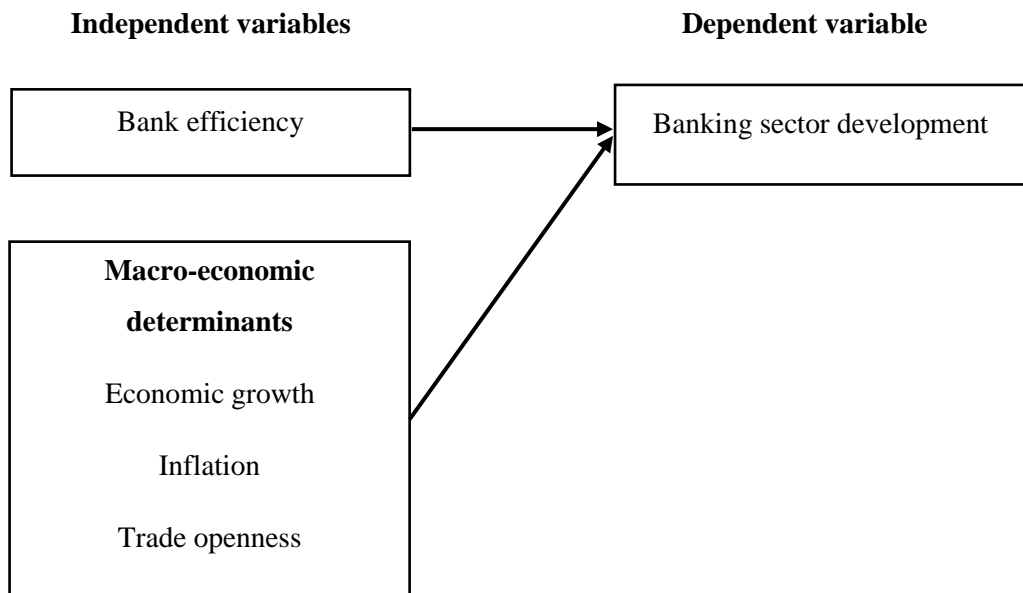 Independent variables
Dependent variable
Bank efficiency
Banking sector development
Macro-economic
determinants
Economic growth
Inflation
Trade openness